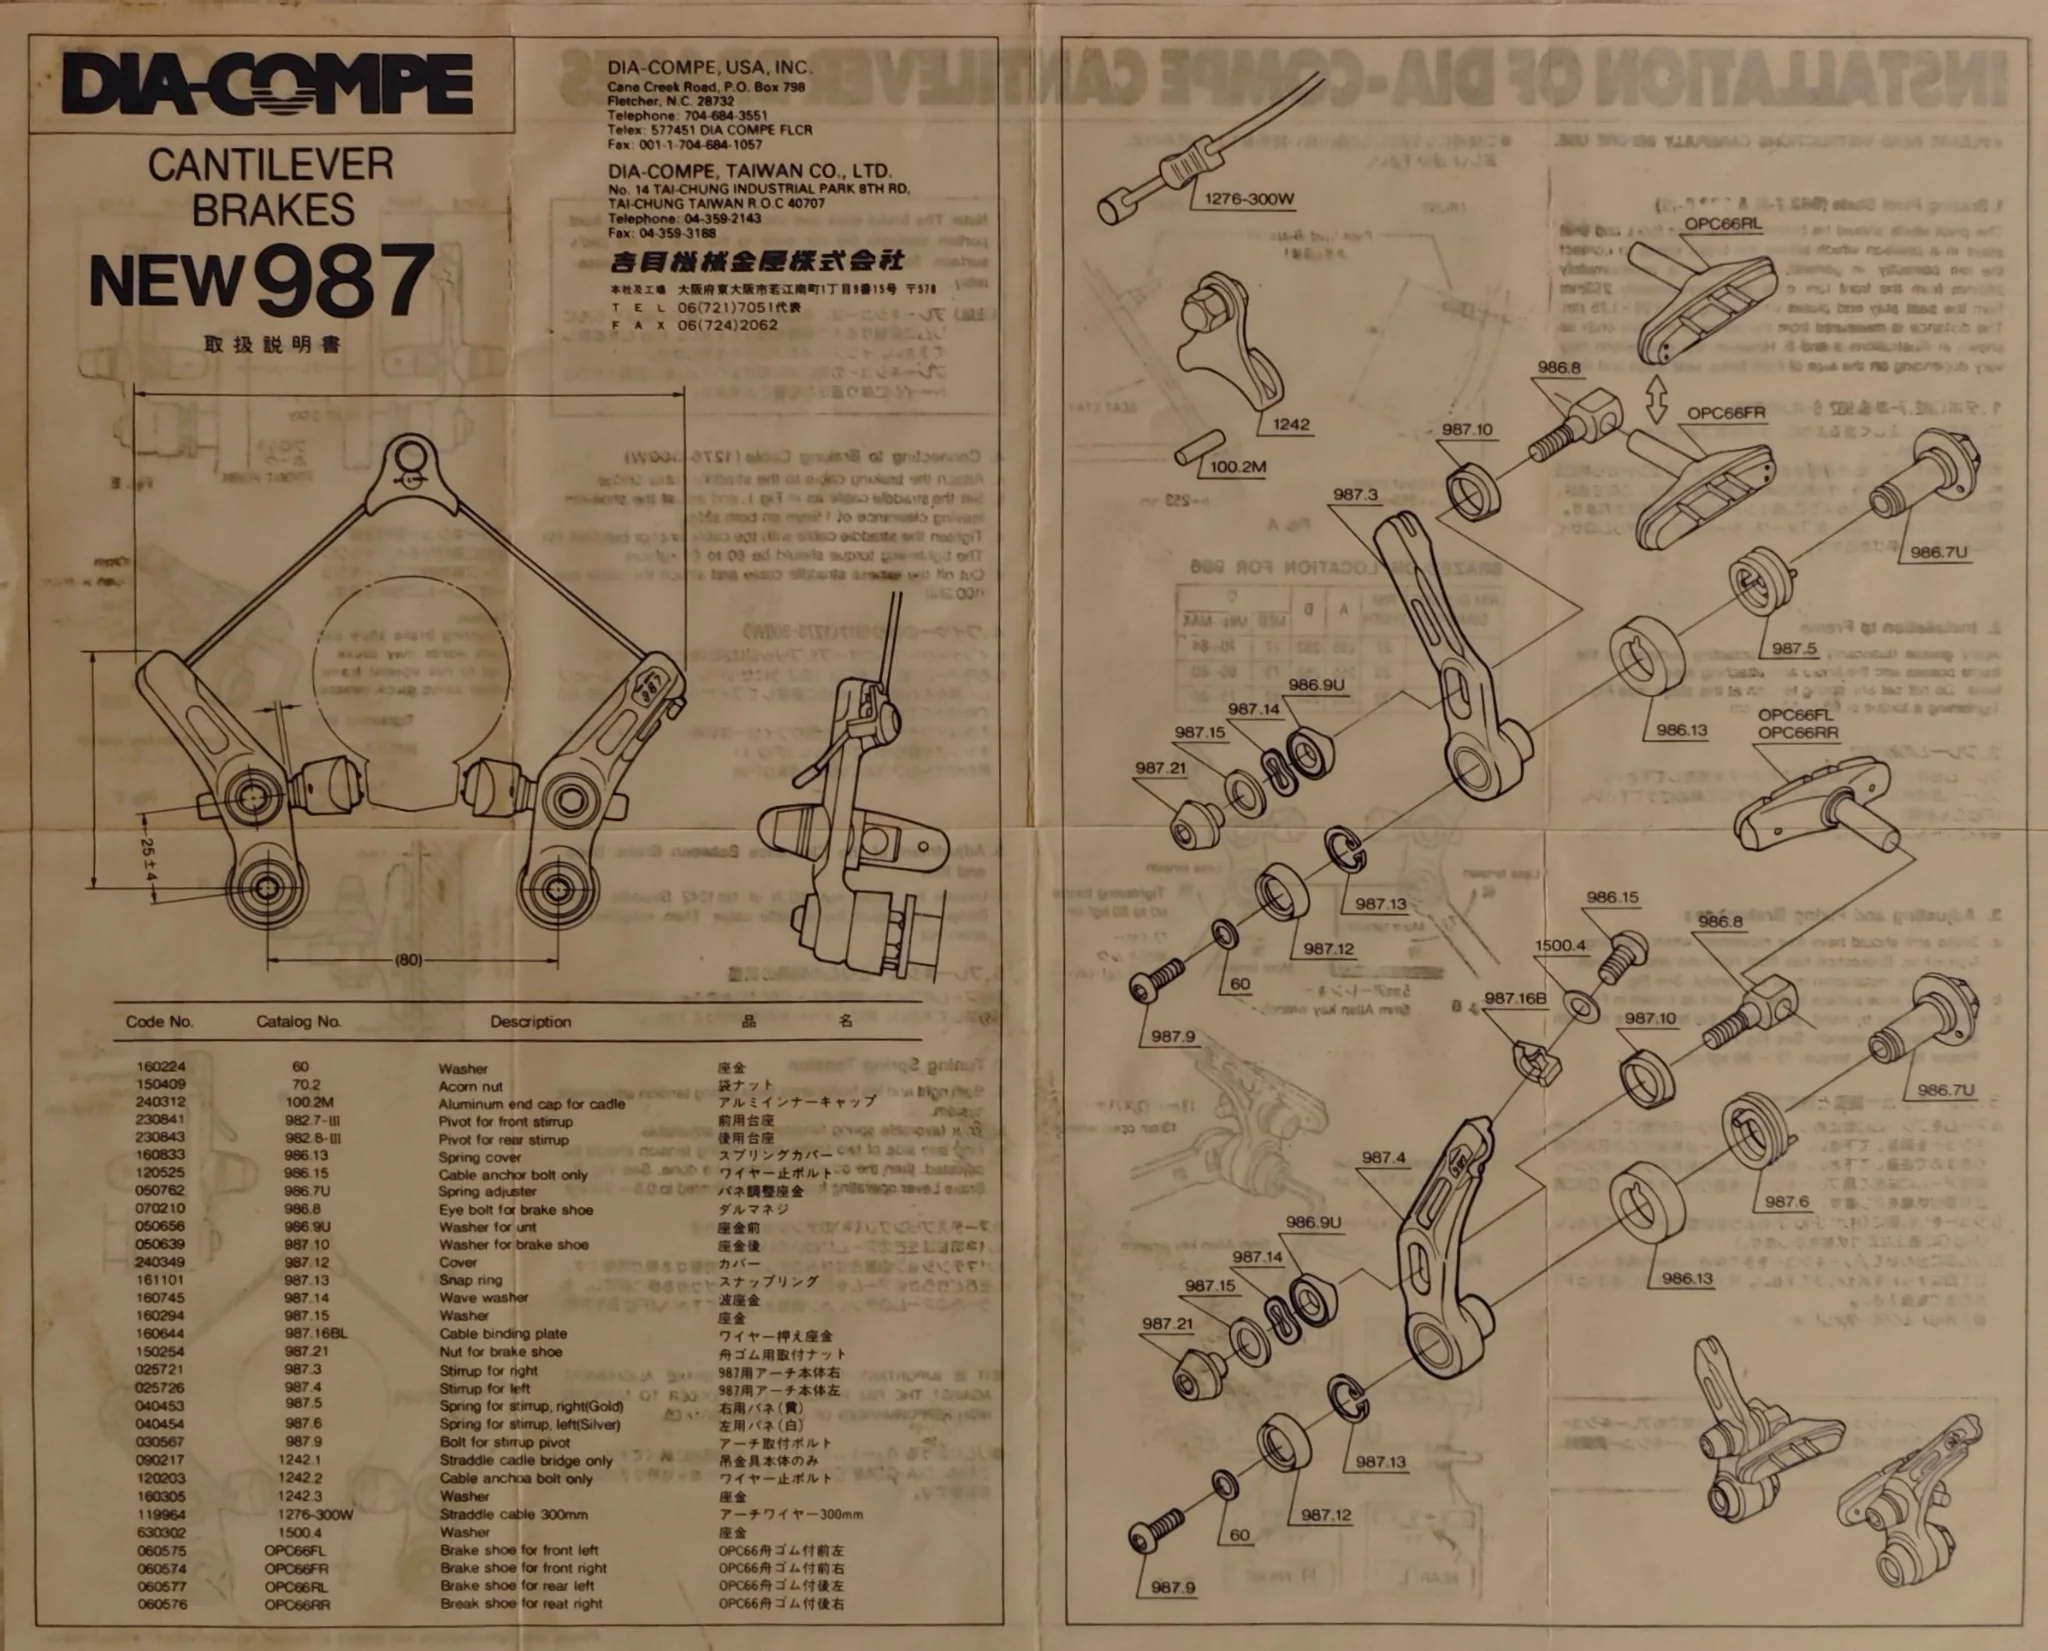 DIA-COMPE
CANTILEVER
BRAKES
NEW 987
取扱説明書
DIA-COMPE, USA, INC.
Cane Creek Road, P.O. Box 798
Fletcher, N.C. 28732
Telephone: 704-684-3551
Telex: 577451 DIA COMPE FLCR
Fax: 001-1-704-684-1057
DIA-COMPE, TAIWAN CO., LTD.
No. 14 TAI-CHUNG INDUSTRIAL PARK 8TH RD,
TAI-CHUNG TAIWAN R.O.C 40707
Telephone: 04-359-2143
Fax: 04-359-3188
吉貝機械金属株式会社
本社及工場 大阪府東大阪市若江南町1丁目9番15号 〒578
TEL 06(721)7051代表
FAX 06(724)2062
987
25±4
(80)
Code No. Catalog No. Description 品名
160224 60 Washer 座金
150409 70.2 Acorn nut 袋ナット
240312 100.2M Aluminum end cap for cadle アルミインナーキャップ
230841 982.7-III Pivot for front stirrup 前用台座
230843 982.8-III Pivot for rear stirrup 後用台座
160833 986.13 Spring cover スプリングカバー
120525 986.15 Cable anchor bolt only ワイヤー止ボルト
050762 986.7U Spring adjuster バネ調整座金
070210 986.8 Eye bolt for brake shoe ダルマネジ
050656 986.9U Washer for unt 座金前
050639 987.10 Washer for brake shoe 座金後
240349 987.12 Cover カバー
161101 987.13 Snap ring スナップリング
160745 987.14 Wave washer 波座金
160294 987.15 Washer 座金
160644 987.16BL Cable binding plate ワイヤー押え座金
150254 987.21 Nut for brake shoe 舟ゴム用取付ナット
025721 987.3 Stirrup for right 987用アーチ本体右
025726 987.4 Stirrup for left 987用アーチ本体左
040453 987.5 Spring for stirrup, right(Gold) 右用バネ(黄)
040454 987.6 Spring for stirrup, left(Silver) 左用バネ(白)
030567 987.9 Bolt for stirrup pivot アーチ取付ボルト
090217 1242.1 Straddle cadle bridge only 吊金具本体のみ
120203 1242.2 Cable anchoa bolt only ワイヤー止ボルト
160305 1242.3 Washer 座金
119964 1276-300W Straddle cable 300mm アーチワイヤー300mm
630302 1500.4 Washer 座金
060575 OPC66FL Brake shoe for front left OPC66舟ゴム付前左
060574 OPC66FR Brake shoe for front right OPC66舟ゴム付前右
060577 OPC66RL Brake shoe for rear left OPC66舟ゴム付後左
060576 OPC66RR Break shoe for reat right OPC66舟ゴム付後右
1276-300W
OPC66RL
1242
100.2M
986.8
987.10
OPC66FR
987.3
986.7U
987.5
986.13
986.9U
987.14
987.15
987.21
OPC66FL
OPC66RR
987.13
987.12
60
987.9
986.15
1500.4
986.8
987.16B
987.10
986.7U
987.4
987
987.6
986.9U
987.14
987.15
987.21
986.13
987.13
987.12
60
987.9